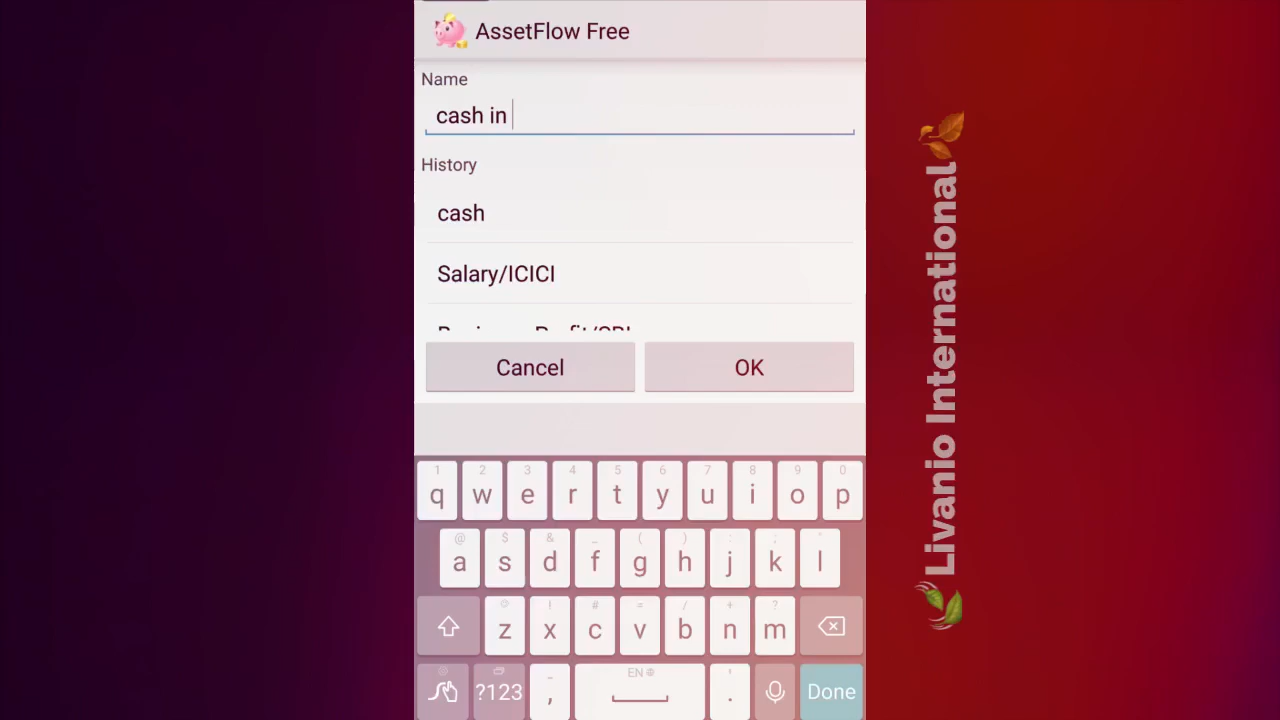 AssetFlow Free
Name
cash in
History
cash
Salary/ICICI
Cancel
OK
1 2 3 4 5 6 7 8 9 0
q w e r t y u i o p
@ $ & _ ( ) : ; "
a s d f g h j k l
! # = / + ?
z x c v b n m
EN
?123 , . Done
Livanio International